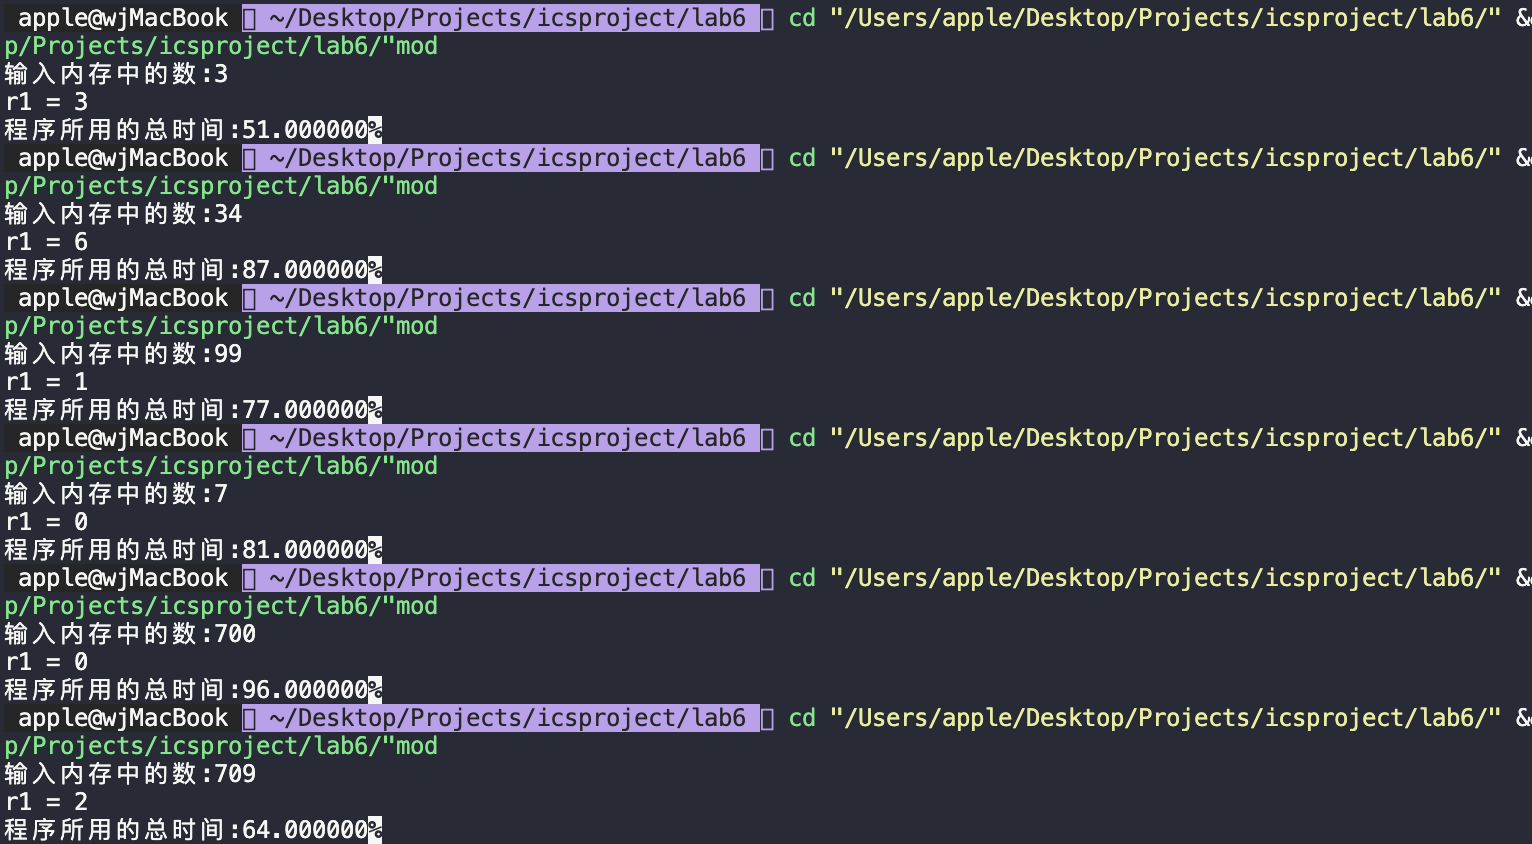 apple@wjMacBook ~/Desktop/Projects/icsproject/lab6 cd "/Users/apple/Desktop/Projects/icsproject/lab6/" &
p/Projects/icsproject/lab6/"mod
输入内存中的数:3
r1 = 3
程序所用的总时间:51.000000%
apple@wjMacBook ~/Desktop/Projects/icsproject/lab6 cd "/Users/apple/Desktop/Projects/icsproject/lab6/" &
p/Projects/icsproject/lab6/"mod
输入内存中的数:34
r1 = 6
程序所用的总时间:87.000000%
apple@wjMacBook ~/Desktop/Projects/icsproject/lab6 cd "/Users/apple/Desktop/Projects/icsproject/lab6/" &
p/Projects/icsproject/lab6/"mod
输入内存中的数:99
r1 = 1
程序所用的总时间:77.000000%
apple@wjMacBook ~/Desktop/Projects/icsproject/lab6 cd "/Users/apple/Desktop/Projects/icsproject/lab6/" &
p/Projects/icsproject/lab6/"mod
输入内存中的数:7
r1 = 0
程序所用的总时间:81.000000%
apple@wjMacBook ~/Desktop/Projects/icsproject/lab6 cd "/Users/apple/Desktop/Projects/icsproject/lab6/" &
p/Projects/icsproject/lab6/"mod
输入内存中的数:700
r1 = 0
程序所用的总时间:96.000000%
apple@wjMacBook ~/Desktop/Projects/icsproject/lab6 cd "/Users/apple/Desktop/Projects/icsproject/lab6/" &
p/Projects/icsproject/lab6/"mod
输入内存中的数:709
r1 = 2
程序所用的总时间:64.000000%